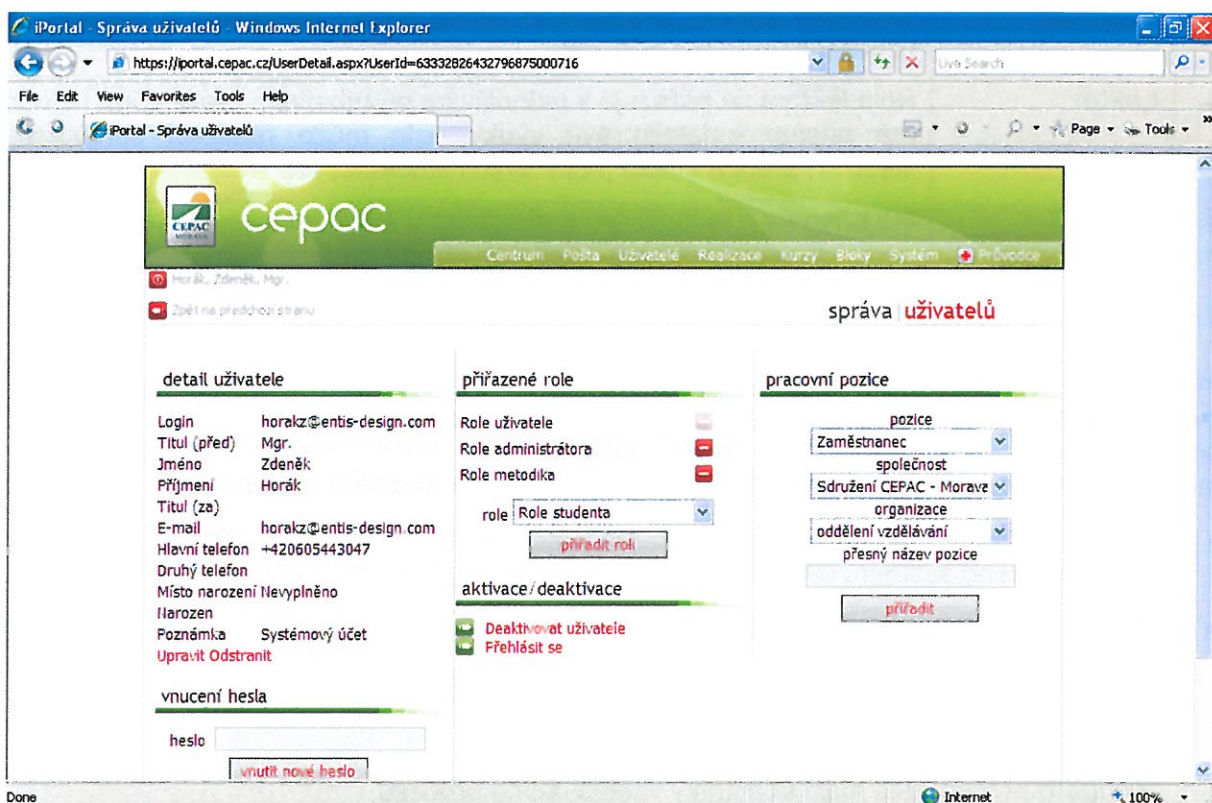 iPortal - Správa uživatelů - Windows Internet Explorer
https://iportal.cepac.cz/UserDetail.aspx?UserId=633328264327968750007​16
Live Search
File Edit View Favorites Tools Help
iPortal - Správa uživatelů
Page Tools
CEPAC
MORAVA
cepac
Centrum Pošta Uživatelé Realizace Kurzy Bloky Systém Průvodce
Horák, Zdeněk, Mgr.
Zpět na předchozí stranu
správa | uživatelů
detail uživatele
Login horakz@entis-design.com
Titul (před) Mgr.
Jméno Zdeněk
Příjmení Horák
Titul (za)
E-mail horakz@entis-design.com
Hlavní telefon +420605443047
Druhý telefon
Místo narození Nevyplněno
Narozen
Poznámka Systémový účet
Upravit Odstranit
vnucení hesla
heslo
vnutit nové heslo
přiřazené role
Role uživatele
Role administrátora
Role metodika
role Role studenta
přiřadit roli
aktivace/deaktivace
Deaktivovat uživatele
Přehlásit se
pracovní pozice
pozice
Zaměstnanec
společnost
Sdružení CEPAC - Morava
organizace
oddělení vzdělávání
přesný název pozice
přiřadit
Done
Internet
100%